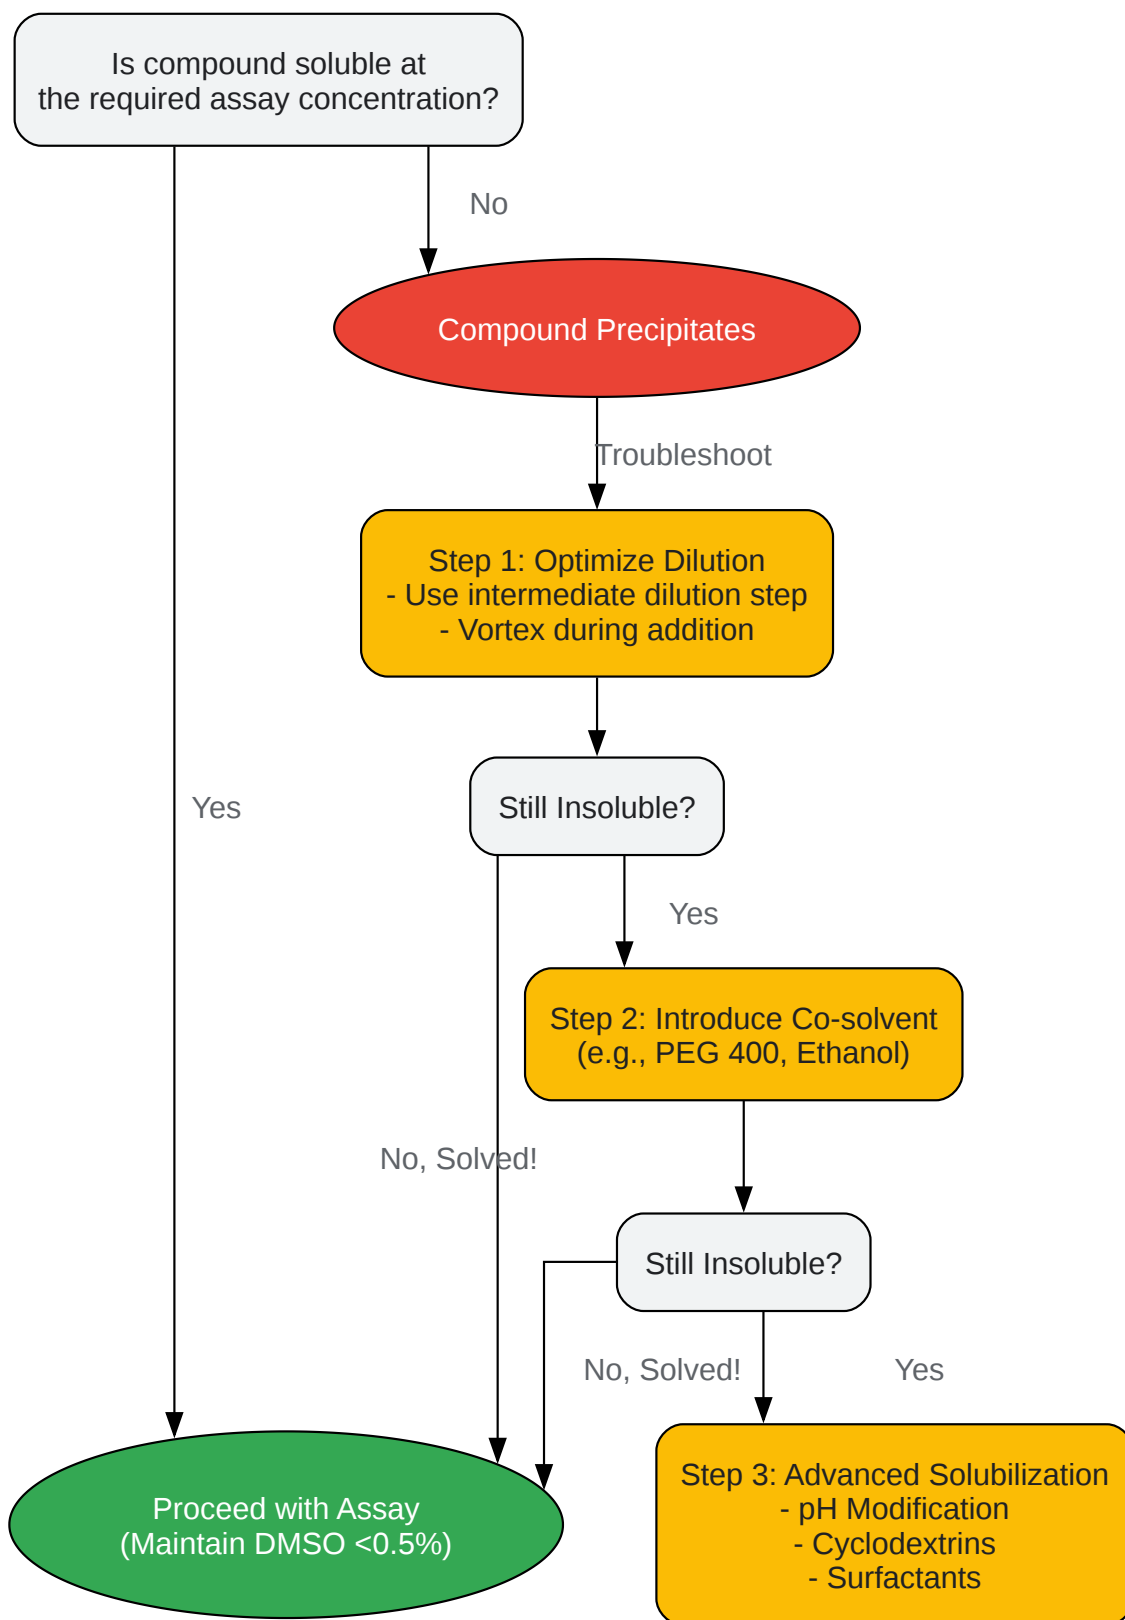 Is compound soluble at
the required assay concentration?
No
Compound Precipitates
Troubleshoot
Step 1: Optimize Dilution
- Use intermediate dilution step
- Vortex during addition
Still Insoluble?
Yes
Yes
Step 2: Introduce Co-solvent
(e.g., PEG 400, Ethanol)
No, Solved!
Still Insoluble?
No, Solved!
Yes
Step 3: Advanced Solubilization
- pH Modification
- Cyclodextrins
- Surfactants
Proceed with Assay
(Maintain DMSO <0.5%)